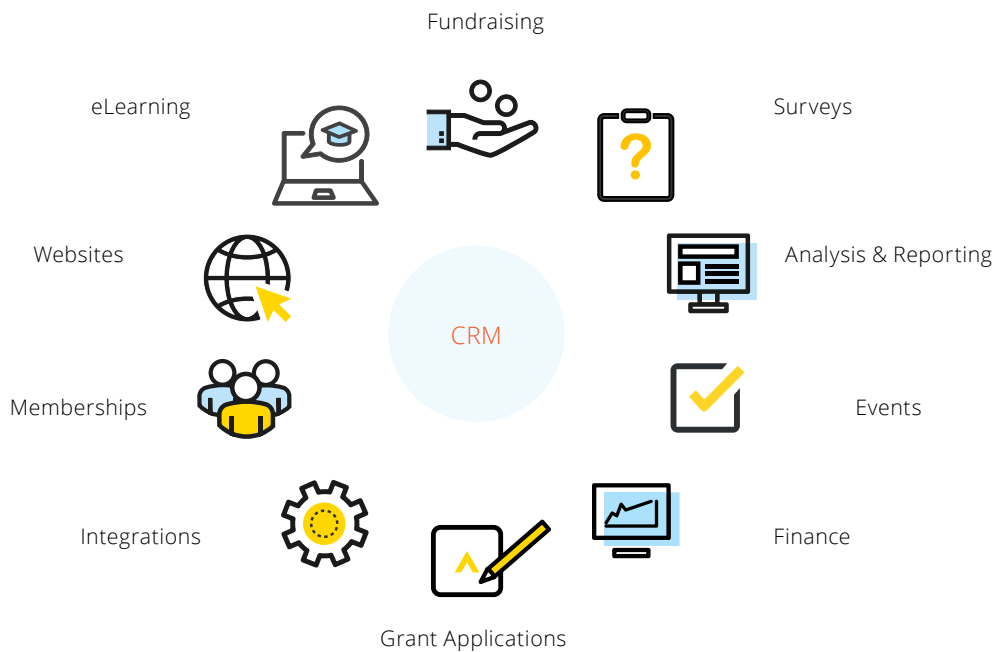 Fundraising
eLearning
Surveys
Websites
Analysis & Reporting
CRM
Memberships
Events
Integrations
Finance
Grant Applications
?